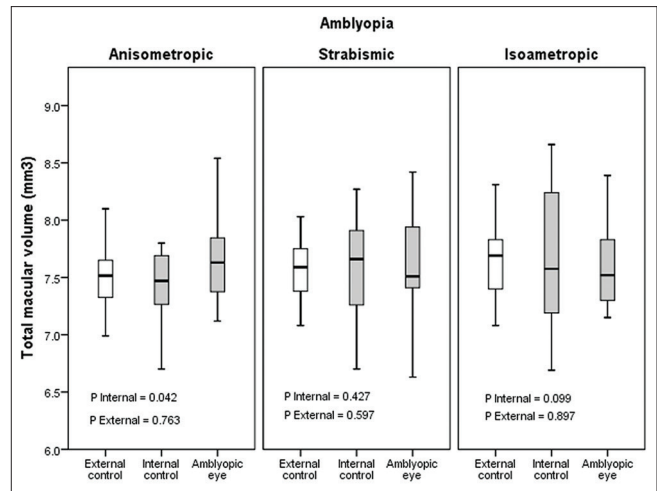 Amblyopia
Anisometropic
Strabismic
Isoametropic
Total macular volume (mm3)
9.0
8.5
8.0
7.5
7.0
6.5
6.0
P Internal = 0.042
P External = 0.763
P Internal = 0.427
P External = 0.597
P Internal = 0.099
P External = 0.897
External control
Internal control
Amblyopic eye
External control
Internal control
Amblyopic eye
External control
Internal control
Amblyopic eye